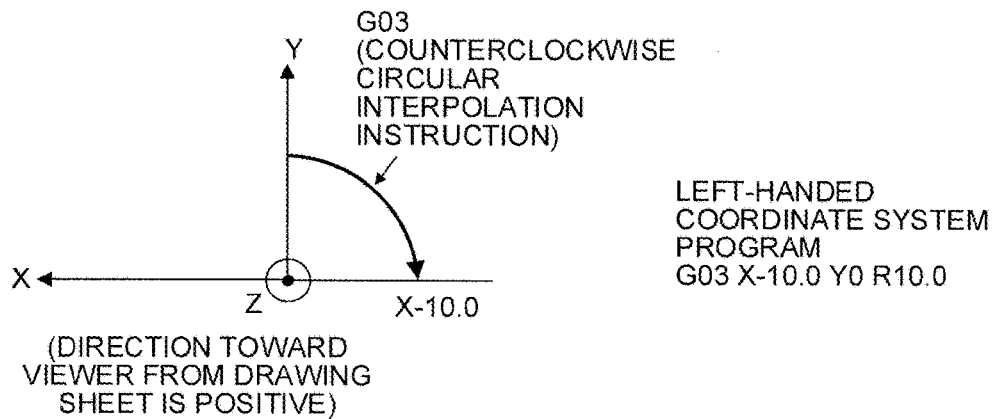 G03
(COUNTERCLOCKWISE
CIRCULAR
INTERPOLATION
INSTRUCTION)
Y
LEFT-HANDED
COORDINATE SYSTEM
PROGRAM
G03 X-10.0 Y0 R10.0
X
Z
X-10.0
(DIRECTION TOWARD
VIEWER FROM DRAWING
SHEET IS POSITIVE)